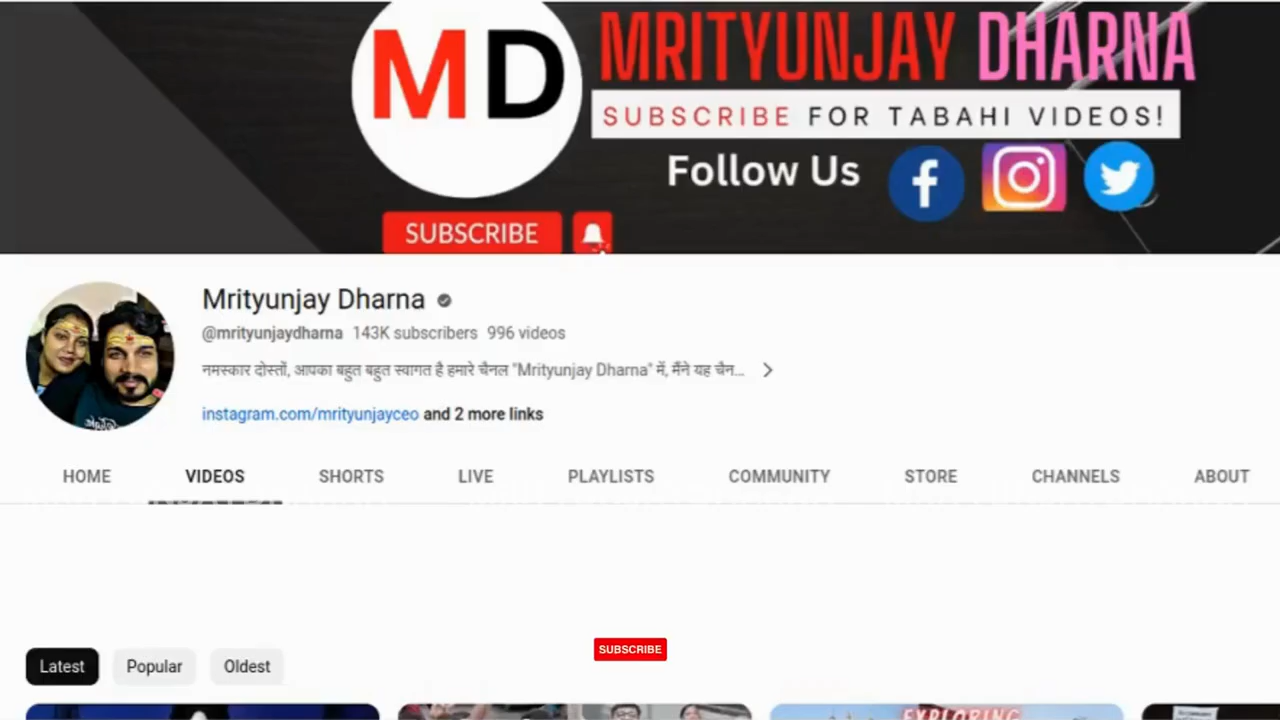 MD
MRITYUNJAY DHARNA
SUBSCRIBE FOR TABAHI VIDEOS!
Follow Us
SUBSCRIBE
Mrityunjay Dharna
@mrityunjaydharna 143K subscribers 996 videos
नमस्कार दोस्तों, आपका बहुत बहुत स्वागत है हमारे चैनल "Mrityunjay Dharna" में, मैंने यह चैन...
instagram.com/mrityunjayceo and 2 more links
HOME VIDEOS SHORTS LIVE PLAYLISTS COMMUNITY STORE CHANNELS ABOUT
SUBSCRIBE
Latest Popular Oldest
EXPLORING